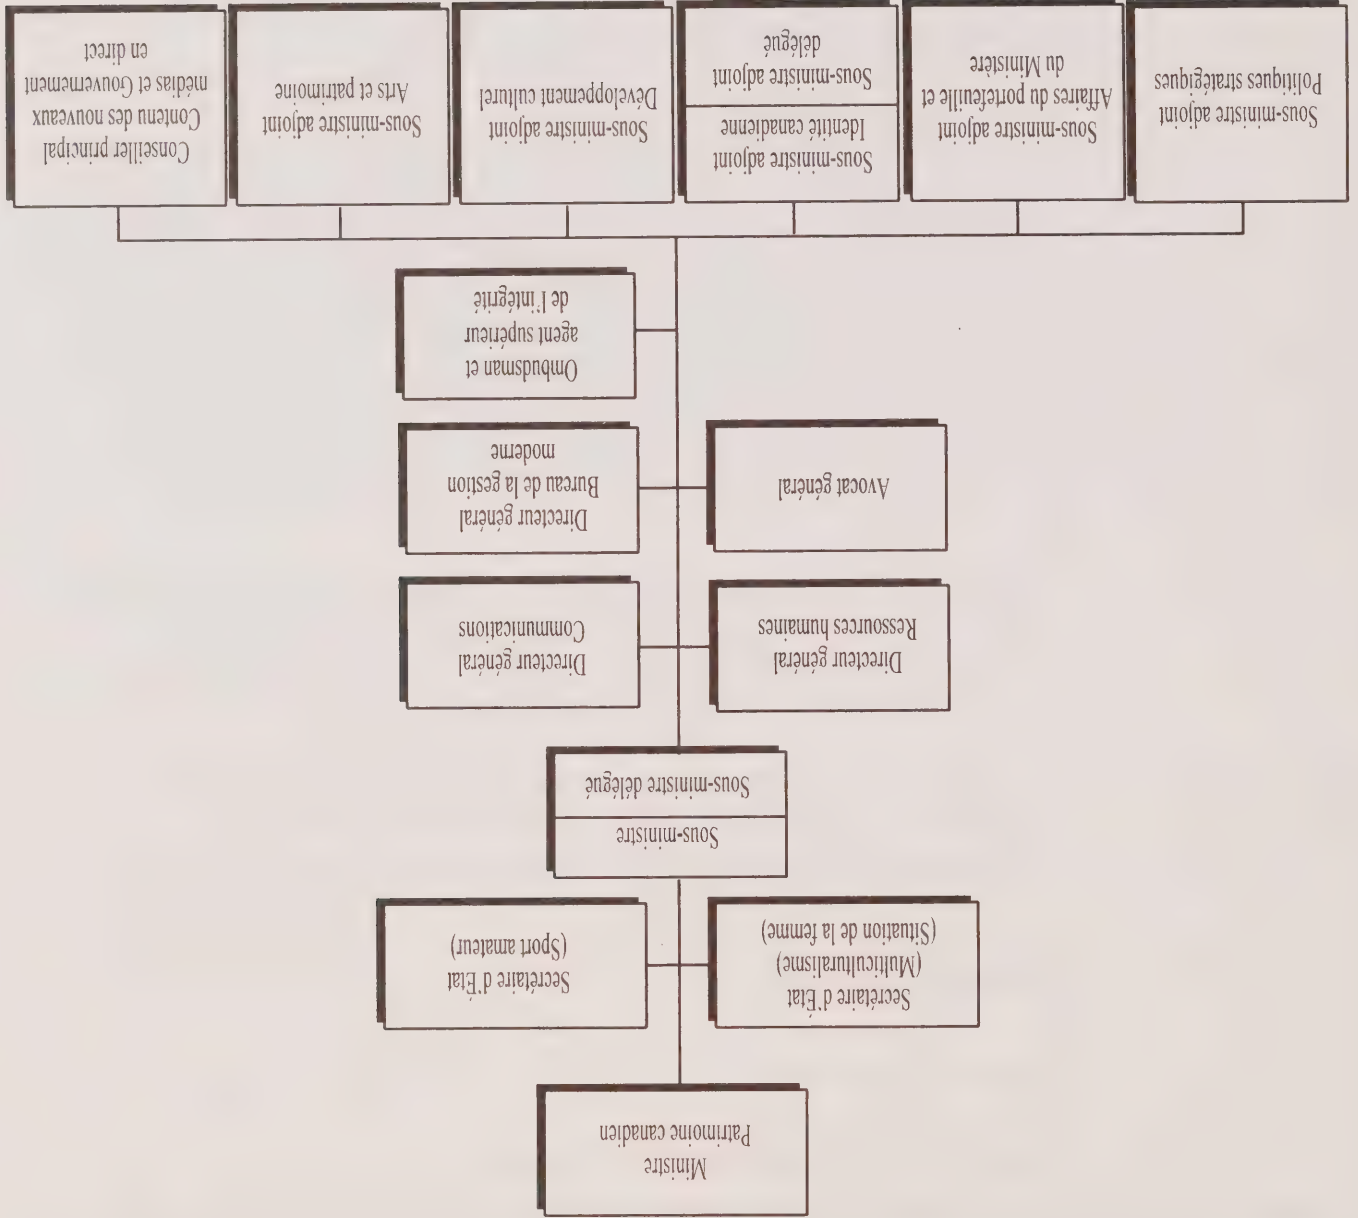 Ministre
Patrimoine canadien
Secrétaire d'État
(Multiculturalisme)
(Situation de la femme)
Secrétaire d'État
(Sport amateur)
Sous-ministre
Sous-ministre délégué
Directeur général
Ressources humaines
Directeur général
Communications
Avocat général
Directeur général
Bureau de la gestion
moderne
Ombudsman et
agent supérieur
de l'intégrité
Sous-ministre adjoint
Politiques stratégiques
Sous-ministre adjoint
Affaires du portefeuille et
du Ministère
Sous-ministre adjoint
Identité canadienne
Sous-ministre adjoint
délégué
Sous-ministre adjoint
Développement culturel
Sous-ministre adjoint
Arts et patrimoine
Conseiller principal
Contenu des nouveaux
médias et Gouvernement
en direct